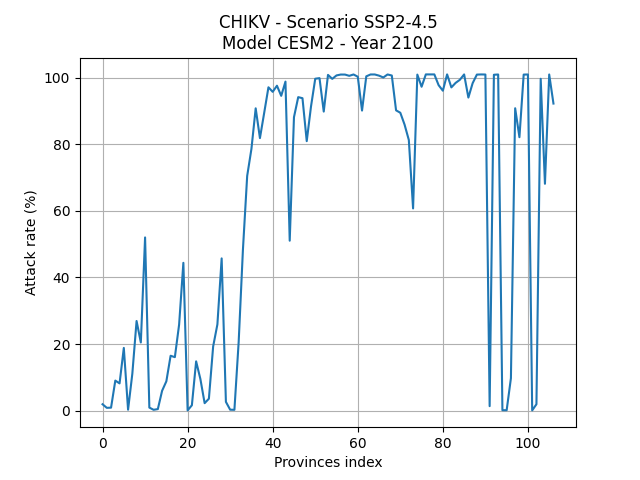 CHIKV - Scenario SSP2-4.5
Model CESM2 - Year 2100
100
80
60
40
20
0
Attack rate (%)
0 20 40 60 80 100
Provinces index